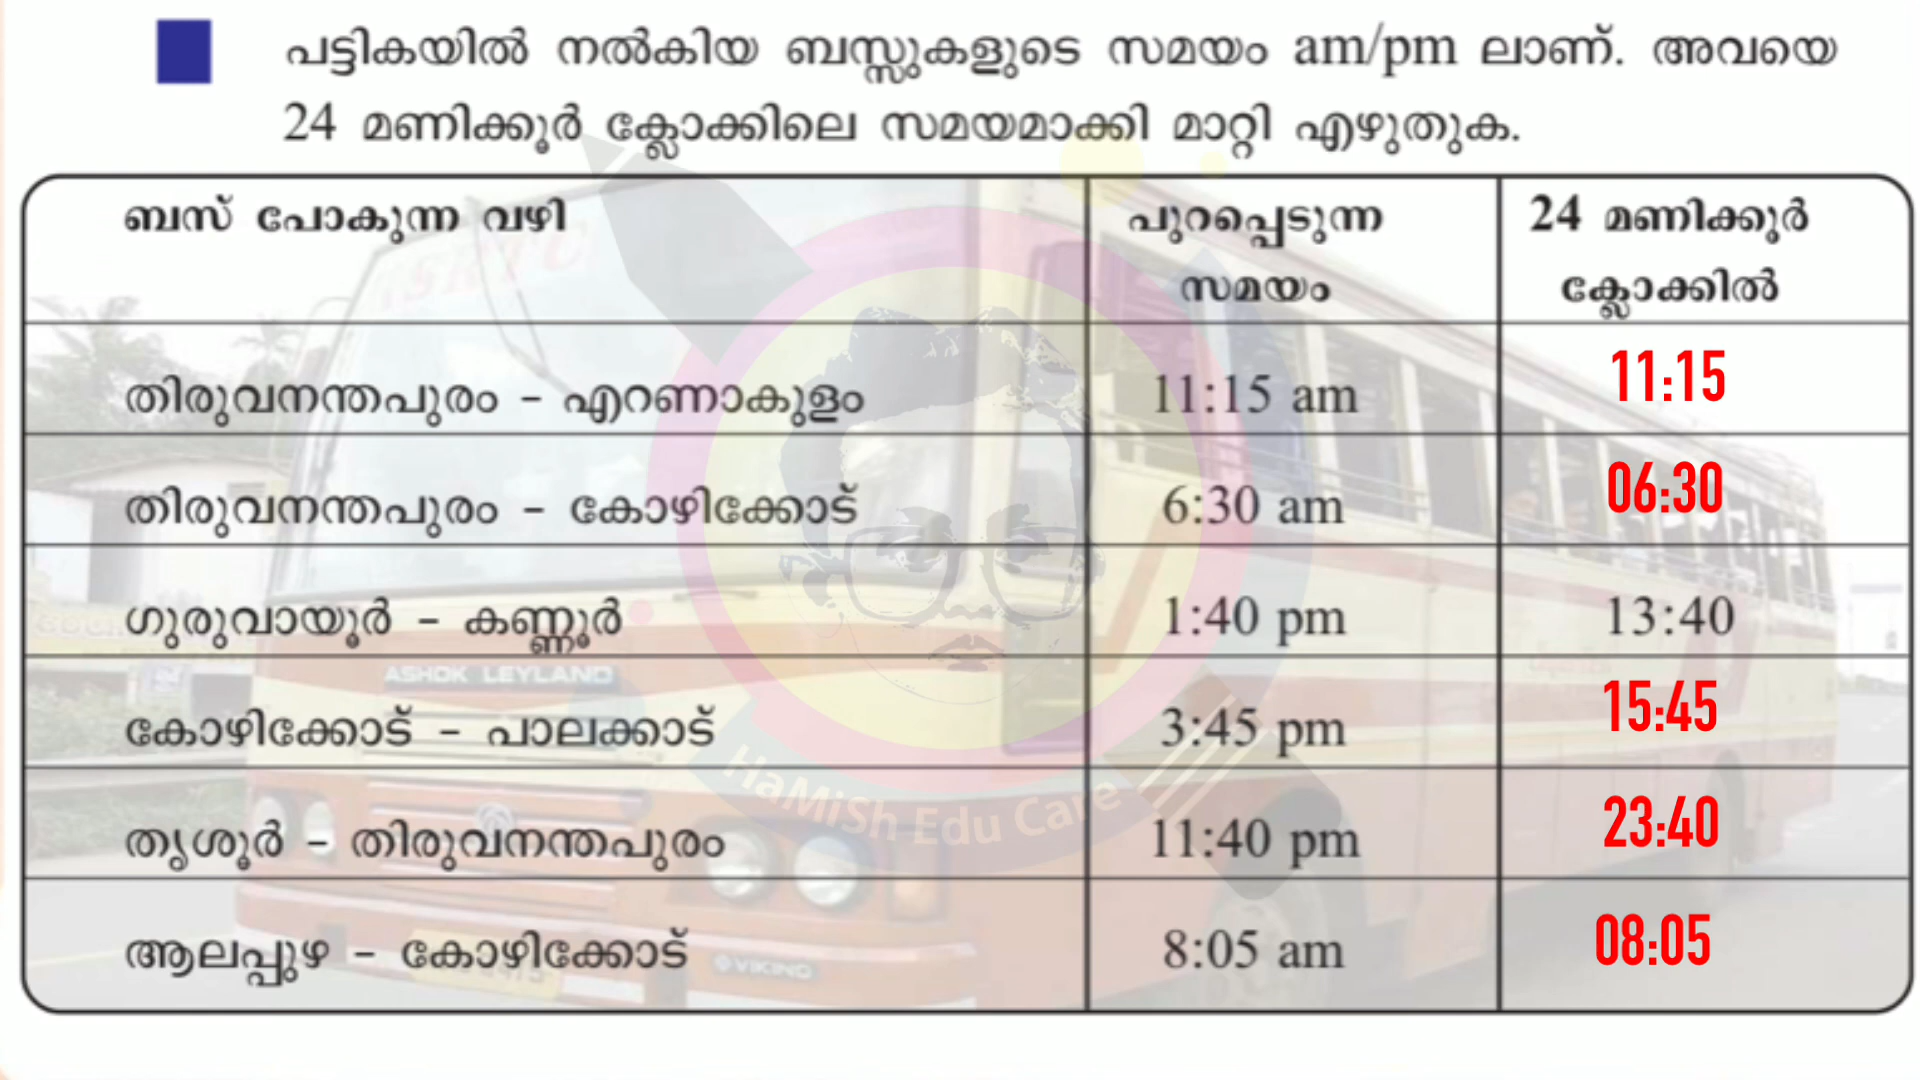 പട്ടികയിൽ നൽകിയ ബസ്സുകളുടെ സമയം am/pm ലാണ്. അവയെ
24 മണിക്കൂർ ക്ലോക്കിലെ സമയമാക്കി മാറ്റി എഴുതുക.
ബസ് പോകുന്ന വഴി പുറപ്പെടുന്ന സമയം 24 മണിക്കൂർ ക്ലോക്കിൽ
തിരുവനന്തപുരം – എറണാകുളം 11:15 am 11:15
തിരുവനന്തപുരം – കോഴിക്കോട് 6:30 am 06:30
ഗുരുവായൂർ – കണ്ണൂർ 1:40 pm 13:40
ASHOK LEYLAND
കോഴിക്കോട് – പാലക്കാട് 3:45 pm 15:45
HaMiSh Edu Care
തൃശൂർ – തിരുവനന്തപുരം 11:40 pm 23:40
ആലപ്പുഴ – കോഴിക്കോട് 8:05 am 08:05
VIKING